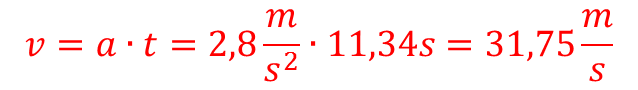 v = a · t = 2,8 m/s² · 11,34s = 31,75 m/s